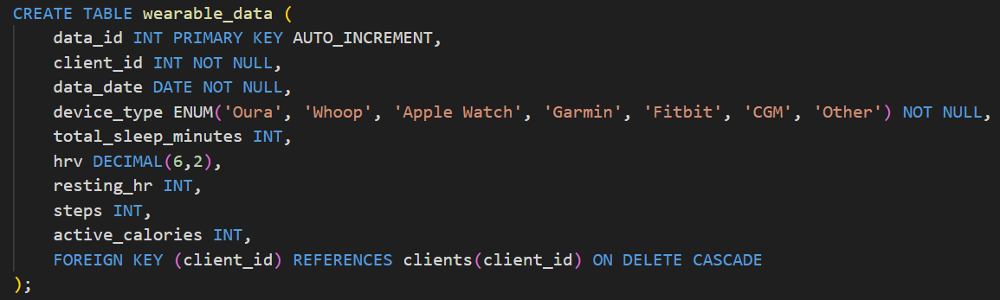 CREATE TABLE wearable_data (
    data_id INT PRIMARY KEY AUTO_INCREMENT,
    client_id INT NOT NULL,
    data_date DATE NOT NULL,
    device_type ENUM('Oura', 'Whoop', 'Apple Watch', 'Garmin', 'Fitbit', 'CGM', 'Other') NOT NULL,
    total_sleep_minutes INT,
    hrv DECIMAL(6,2),
    resting_hr INT,
    steps INT,
    active_calories INT,
    FOREIGN KEY (client_id) REFERENCES clients(client_id) ON DELETE CASCADE
);